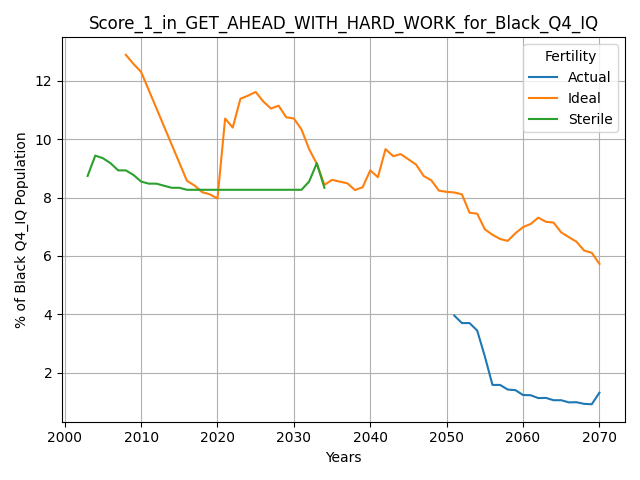 Score_1_in_GET_AHEAD_WITH_HARD_WORK_for_Black_Q4_IQ
Fertility
Actual
Ideal
Sterile
% of Black Q4_IQ Population
12
10
8
6
4
2
2000 2010 2020 2030 2040 2050 2060 2070
Years